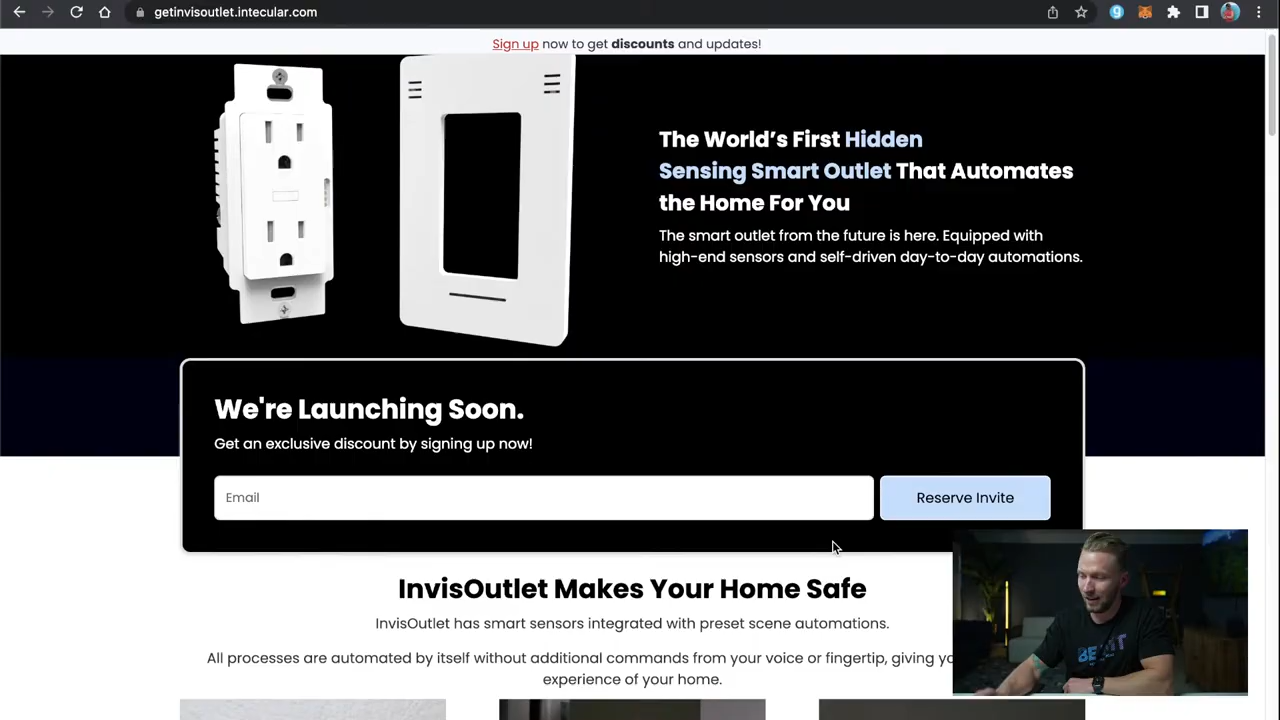 getinvisoutlet.intecular.com
Sign up now to get discounts and updates!
The World's First Hidden
Sensing Smart Outlet That Automates
the Home For You
The smart outlet from the future is here. Equipped with
high-end sensors and self-driven day-to-day automations.
We're Launching Soon.
Get an exclusive discount by signing up now!
Email
Reserve Invite
InvisOutlet Makes Your Home Safe
InvisOutlet has smart sensors integrated with preset scene automations.
All processes are automated by itself without additional commands from your voice or fingertip, giving
experience of your home.